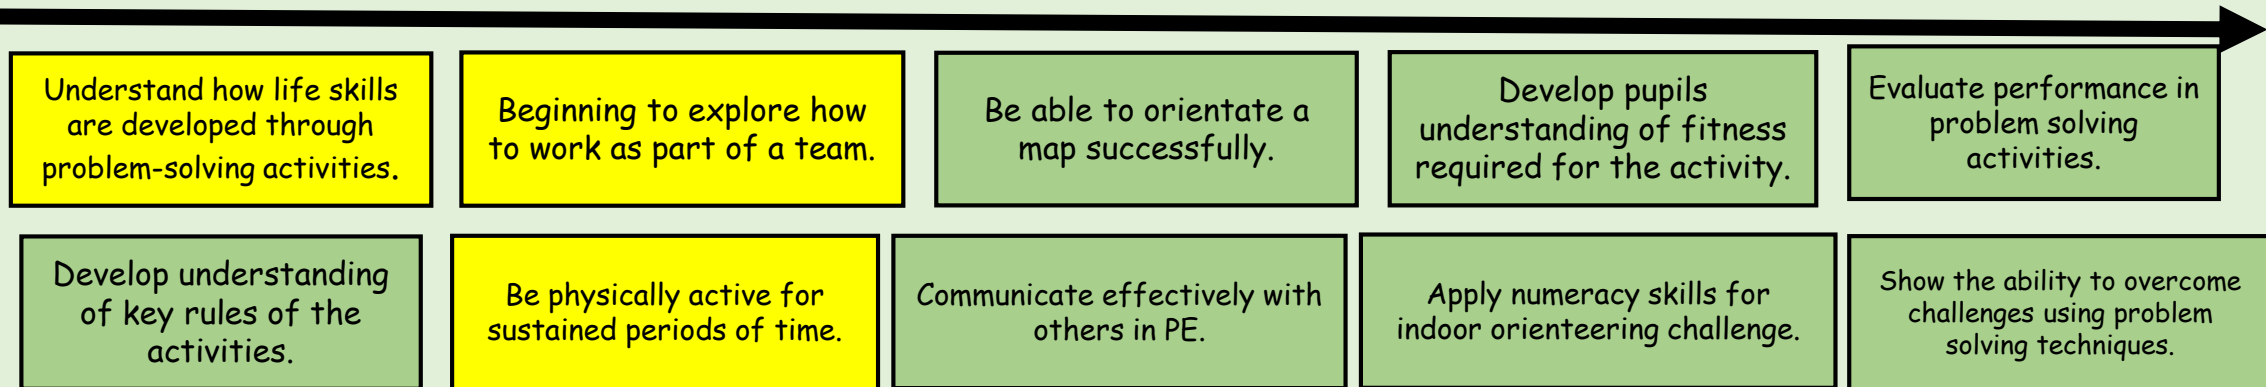 Understand how life skills
are developed through
problem-solving activities.
Beginning to explore how
to work as part of a team.
Be able to orientate a
map successfully.
Develop pupils
understanding of fitness
required for the activity.
Evaluate performance in
problem solving
activities.
Develop understanding
of key rules of the
activities.
Be physically active for
sustained periods of time.
Communicate effectively with
others in PE.
Apply numeracy skills for
indoor orienteering challenge.
Show the ability to overcome
challenges using problem
solving techniques.